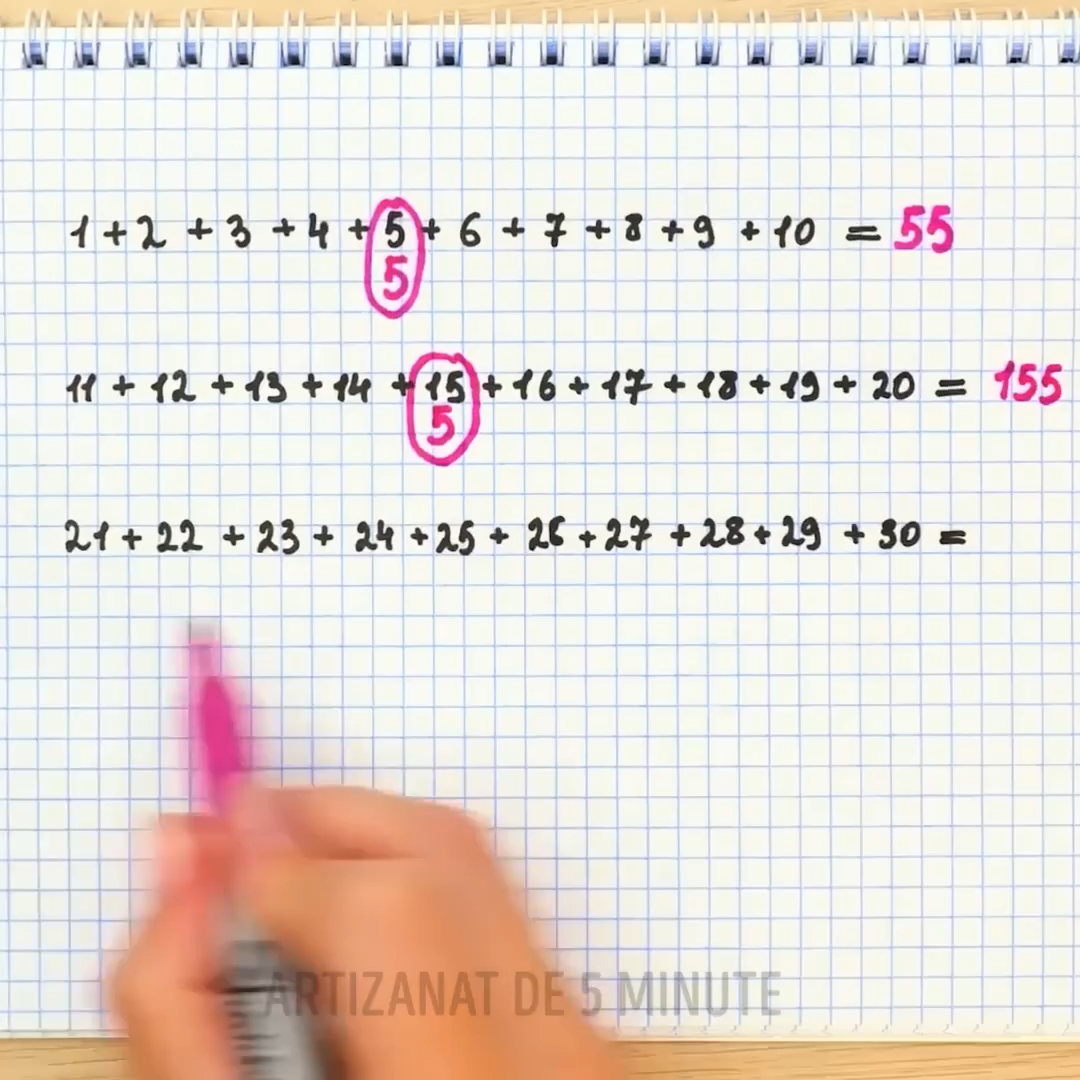 1 + 2 + 3 + 4 + 5 + 6 + 7 + 8 + 9 + 10 = 55
5
11 + 12 + 13 + 14 + 15 + 16 + 17 + 18 + 19 + 20 = 155
5
21 + 22 + 23 + 24 + 25 + 26 + 27 + 28 + 29 + 30 =
ARTIZANAT DE 5 MINUTE